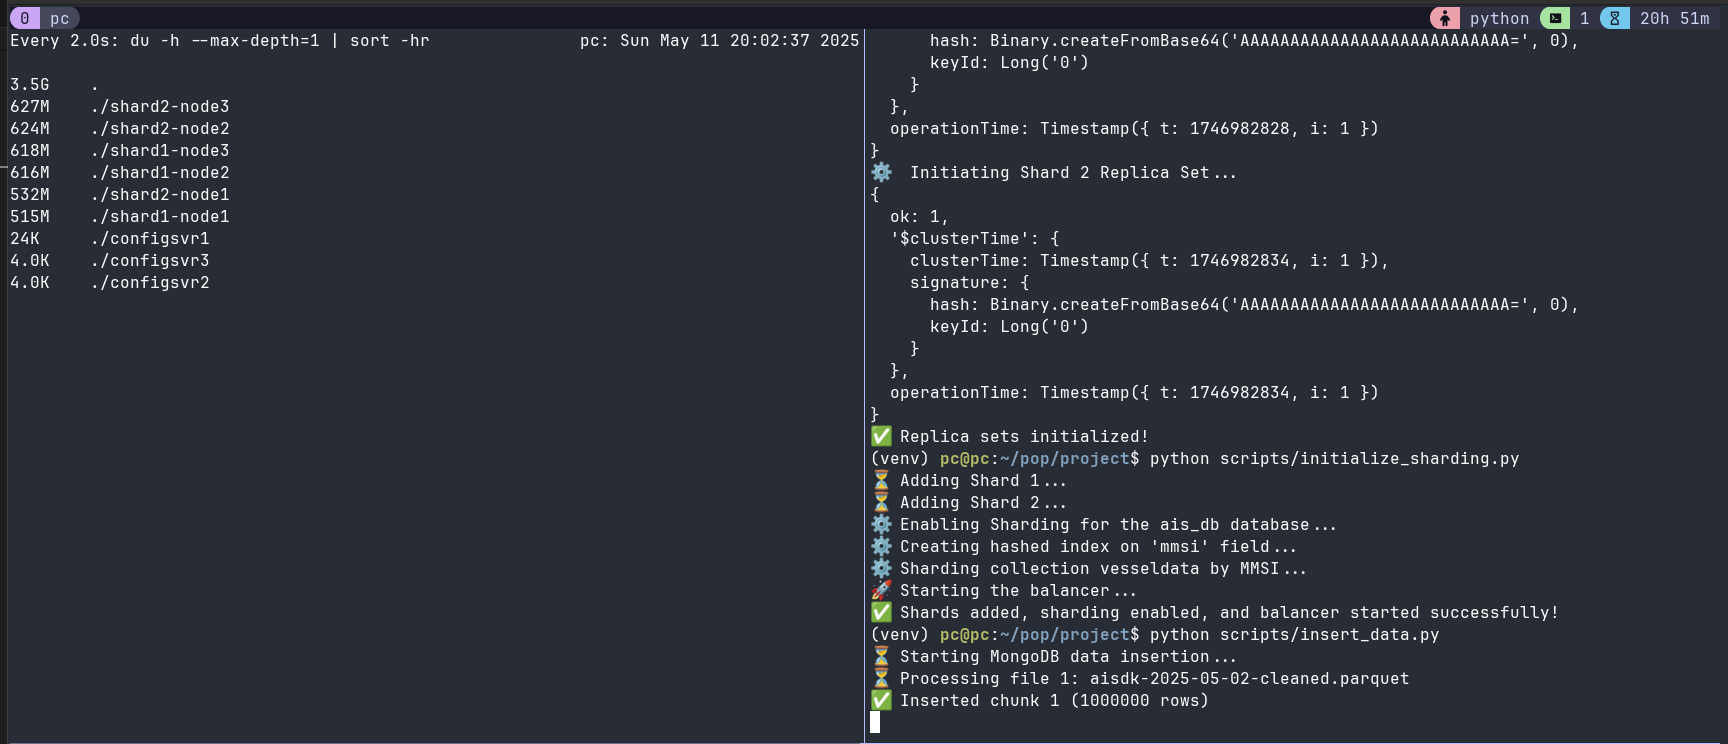 0 pc python 1 20h 51m
Every 2.0s: du -h --max-depth=1 | sort -hr pc: Sun May 11 20:02:37 2025
3.5G .
627M ./shard2-node3
624M ./shard2-node2
618M ./shard1-node3
616M ./shard1-node2
532M ./shard2-node1
515M ./shard1-node1
24K ./configsvr1
4.0K ./configsvr3
4.0K ./configsvr2
hash: Binary.createFromBase64('AAAAAAAAAAAAAAAAAAAAAAAAAAA=', 0),
keyId: Long('0')
}
},
operationTime: Timestamp({ t: 1746982828, i: 1 })
}
⚙️ Initiating Shard 2 Replica Set...
{
ok: 1,
'$clusterTime': {
clusterTime: Timestamp({ t: 1746982834, i: 1 }),
signature: {
hash: Binary.createFromBase64('AAAAAAAAAAAAAAAAAAAAAAAAAAA=', 0),
keyId: Long('0')
}
},
operationTime: Timestamp({ t: 1746982834, i: 1 })
}
✅ Replica sets initialized!
(venv) pc@pc:~/pop/project$ python scripts/initialize_sharding.py
⏳ Adding Shard 1...
⏳ Adding Shard 2...
⚙️ Enabling Sharding for the ais_db database...
⚙️ Creating hashed index on 'mmsi' field...
⚙️ Sharding collection vesseldata by MMSI...
🚀 Starting the balancer...
✅ Shards added, sharding enabled, and balancer started successfully!
(venv) pc@pc:~/pop/project$ python scripts/insert_data.py
⏳ Starting MongoDB data insertion...
⏳ Processing file 1: aisdk-2025-05-02-cleaned.parquet
✅ Inserted chunk 1 (1000000 rows)